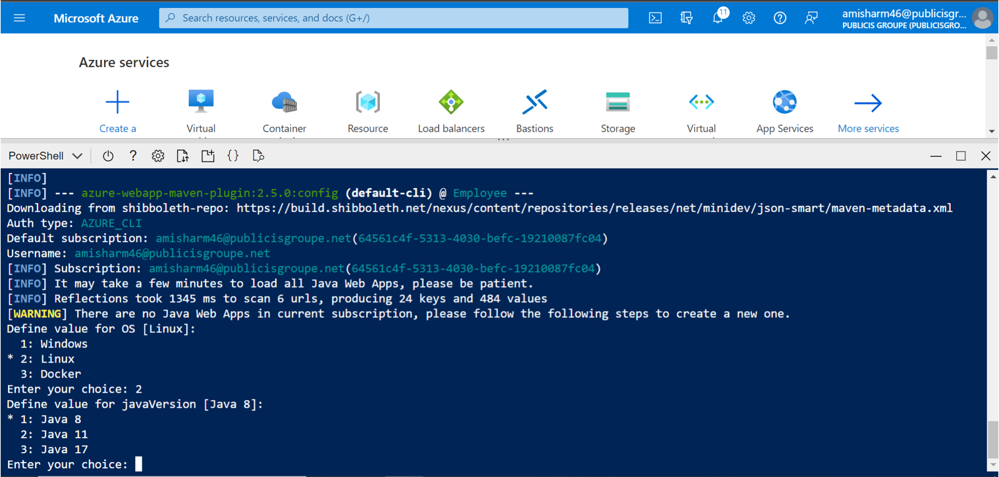 Microsoft Azure
Search resources, services, and docs (G+/)
11
amisharm46@publicisgr...
PUBLICIS GROUPE (PUBLICISGRO...
Azure services
Create a
Virtual
Container
Resource
Load balancers
Bastions
Storage
Virtual
App Services
More services
PowerShell
[INFO]
[INFO] --- azure-webapp-maven-plugin:2.5.0:config (default-cli) @ Employee ---
Downloading from shibboleth-repo: https://build.shibboleth.net/nexus/content/repositories/releases/net/minidev/json-smart/maven-metadata.xml
Auth type: AZURE_CLI
Default subscription: amisharm46@publicisgroupe.net(64561c4f-5313-4030-befc-19210087fc04)
Username: amisharm46@publicisgroupe.net
[INFO] Subscription: amisharm46@publicisgroupe.net(64561c4f-5313-4030-befc-19210087fc04)
[INFO] It may take a few minutes to load all Java Web Apps, please be patient.
[INFO] Reflections took 1345 ms to scan 6 urls, producing 24 keys and 484 values
[WARNING] There are no Java Web Apps in current subscription, please follow the following steps to create a new one.
Define value for OS [Linux]:
1: Windows
* 2: Linux
3: Docker
Enter your choice: 2
Define value for javaVersion [Java 8]:
* 1: Java 8
2: Java 11
3: Java 17
Enter your choice: